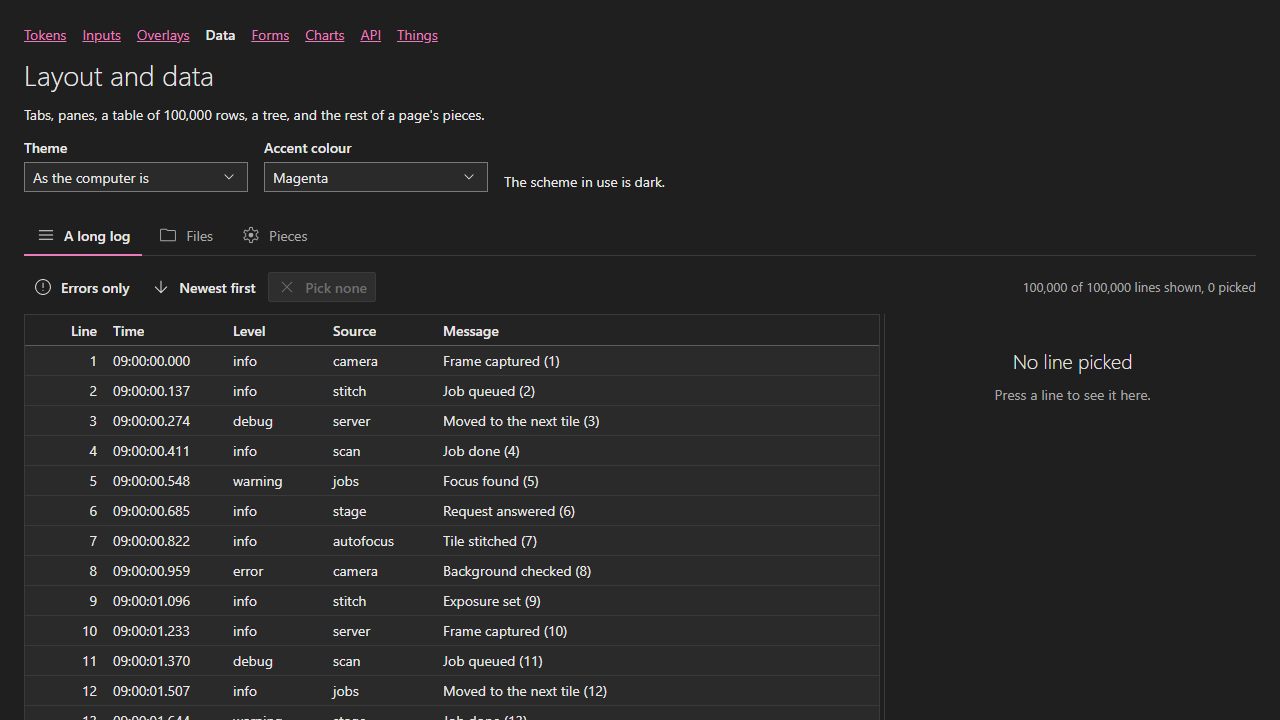 Tokens Inputs Overlays Data Forms Charts API Things
Layout and data
Tabs, panes, a table of 100,000 rows, a tree, and the rest of a page's pieces.
Theme Accent colour
As the computer is Magenta The scheme in use is dark.
A long log Files Pieces
Errors only Newest first Pick none 100,000 of 100,000 lines shown, 0 picked
Line Time Level Source Message
1 09:00:00.000 info camera Frame captured (1)
2 09:00:00.137 info stitch Job queued (2)
3 09:00:00.274 debug server Moved to the next tile (3)
4 09:00:00.411 info scan Job done (4)
5 09:00:00.548 warning jobs Focus found (5)
6 09:00:00.685 info stage Request answered (6)
7 09:00:00.822 info autofocus Tile stitched (7)
8 09:00:00.959 error camera Background checked (8)
9 09:00:01.096 info stitch Exposure set (9)
10 09:00:01.233 info server Frame captured (10)
11 09:00:01.370 debug scan Job queued (11)
12 09:00:01.507 info jobs Moved to the next tile (12)
13 09:00:01.644 warning stage Job done (13)
No line picked
Press a line to see it here.